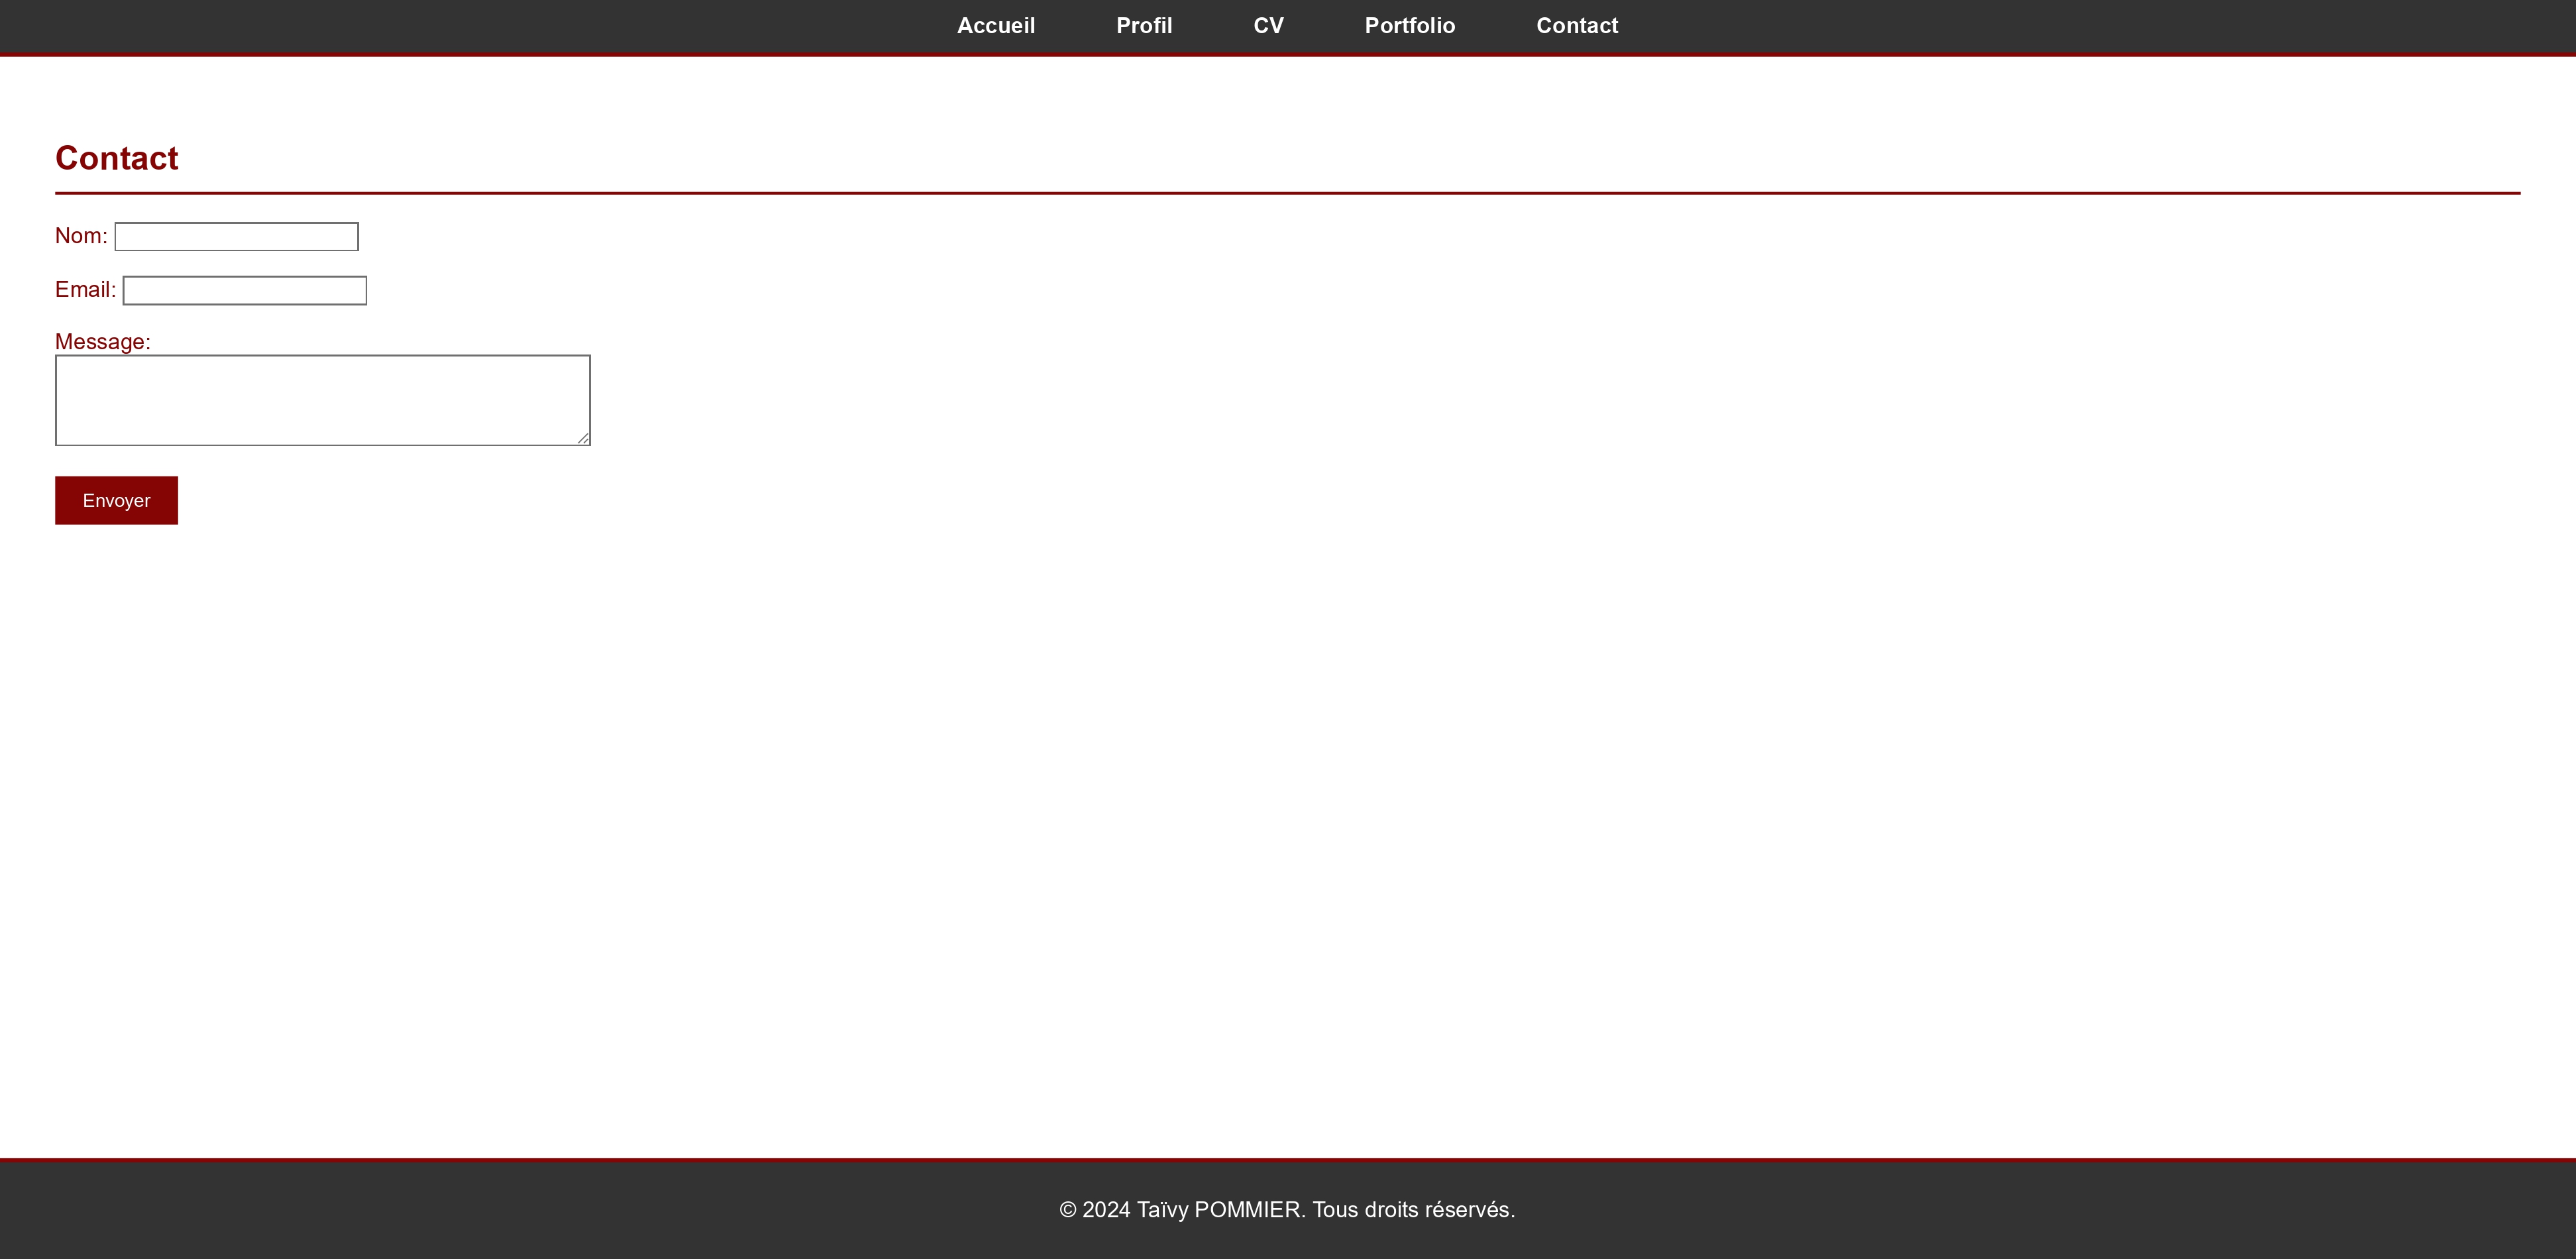 Accueil Profil CV Portfolio Contact
Contact
Nom:
Email:
Message:
Envoyer
© 2024 Taïvy POMMIER. Tous droits réservés.